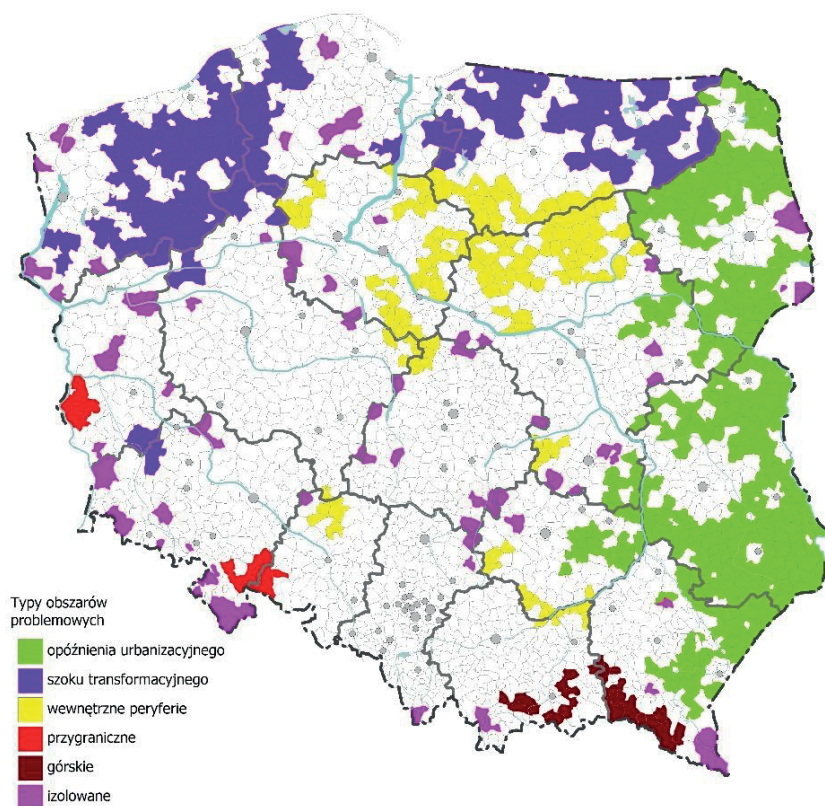 Typy obszarów
problemowych
opóźnienia urbanizacyjnego
szoku transformacyjnego
wewnętrzne peryferie
przygraniczne
górskie
izolowane